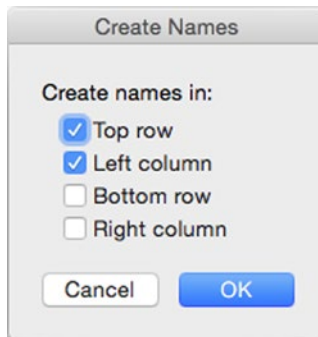 Create Names
Create names in:
Top row
Left column
Bottom row
Right column
Cancel OK